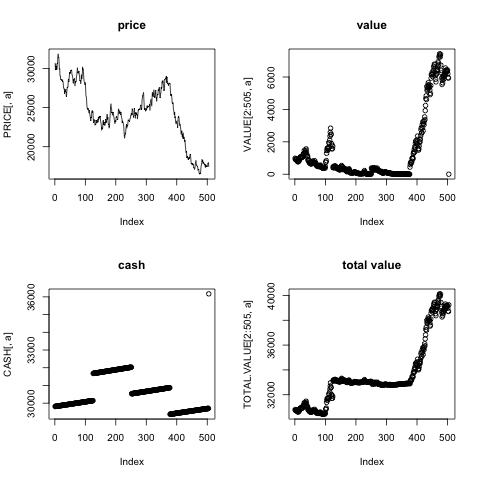 price
PRICE[, a]
20000 25000 30000
0 100 200 300 400 500
Index
value
VALUE[2:505, a]
0 2000 4000 6000
0 100 200 300 400 500
Index
cash
CASH[, a]
30000 33000 36000
0 100 200 300 400 500
Index
total value
TOTAL.VALUE[2:505, a]
32000 36000 40000
0 100 200 300 400 500
Index